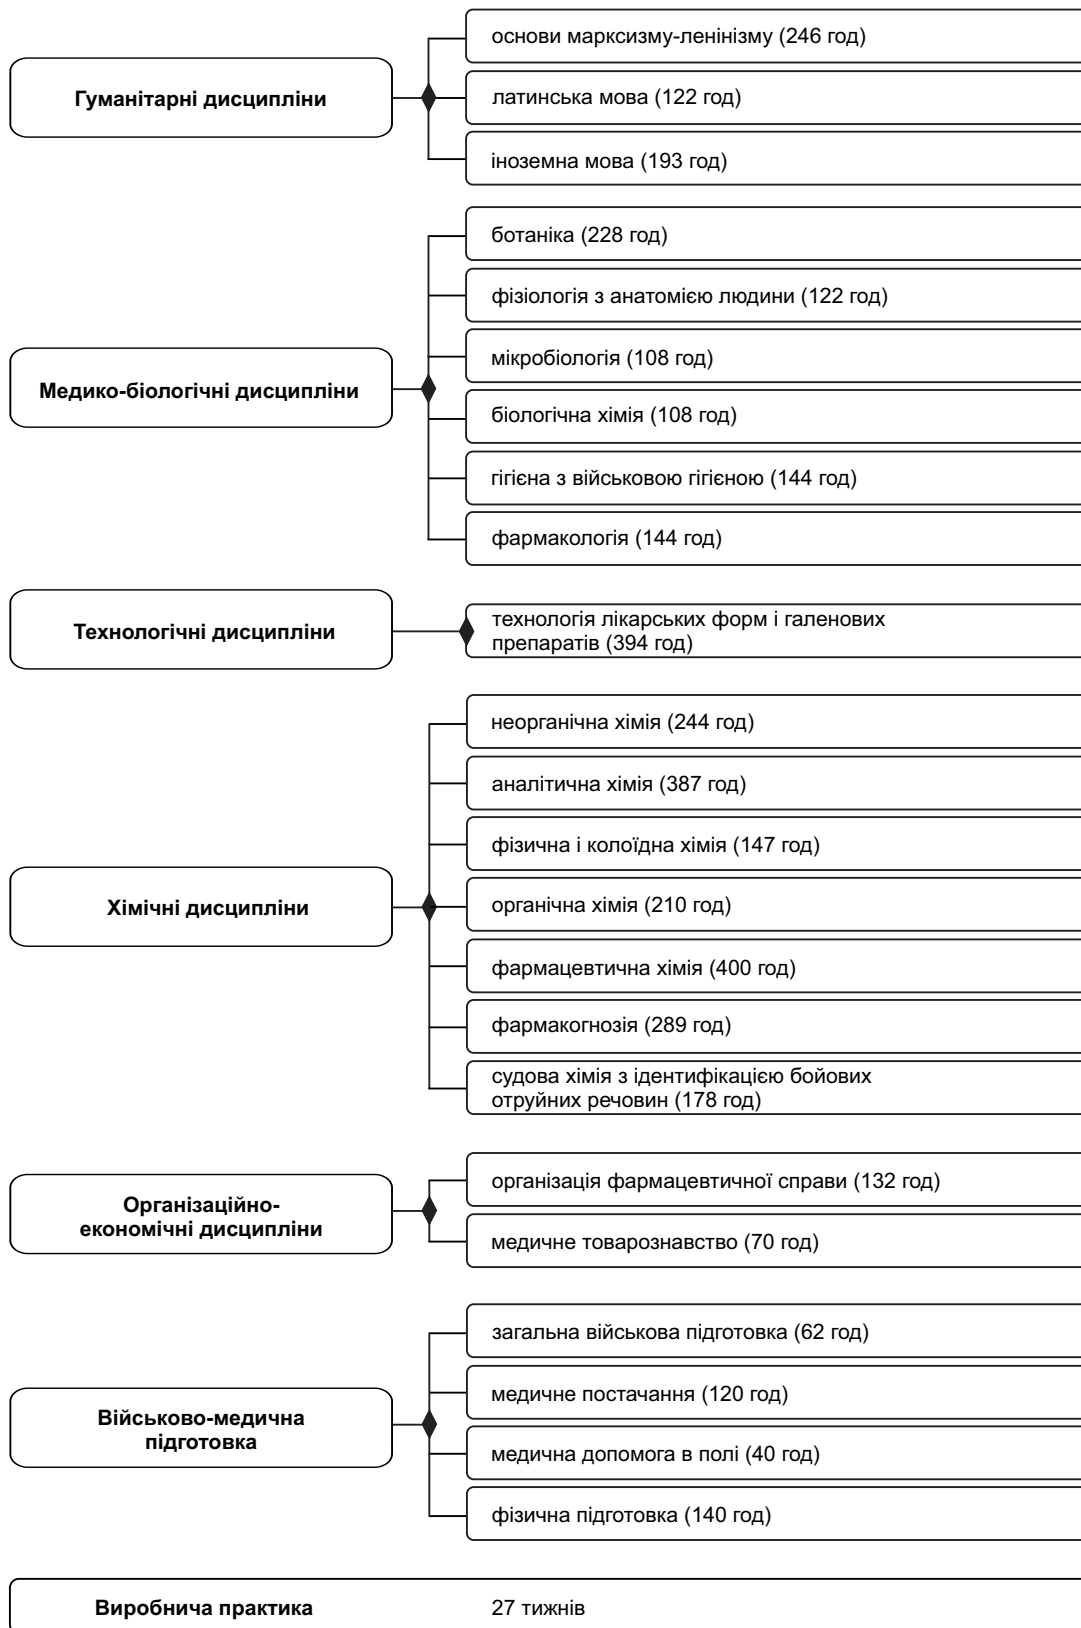 Гуманітарні дисципліни
основи марксизму-ленінізму (246 год)
латинська мова (122 год)
іноземна мова (193 год)
Медико-біологічні дисципліни
ботаніка (228 год)
фізіологія з анатомією людини (122 год)
мікробіологія (108 год)
біологічна хімія (108 год)
гігієна з військовою гігієною (144 год)
фармакологія (144 год)
Технологічні дисципліни
технологія лікарських форм і галенових
препаратів (394 год)
Хімічні дисципліни
неорганічна хімія (244 год)
аналітична хімія (387 год)
фізична і колоїдна хімія (147 год)
органічна хімія (210 год)
фармацевтична хімія (400 год)
фармакогнозія (289 год)
судова хімія з ідентифікацією бойових
отруйних речовин (178 год)
Організаційно-
економічні дисципліни
організація фармацевтичної справи (132 год)
медичне товарознавство (70 год)
Військово-медична
підготовка
загальна військова підготовка (62 год)
медичне постачання (120 год)
медична допомога в полі (40 год)
фізична підготовка (140 год)
Виробнича практика 27 тижнів